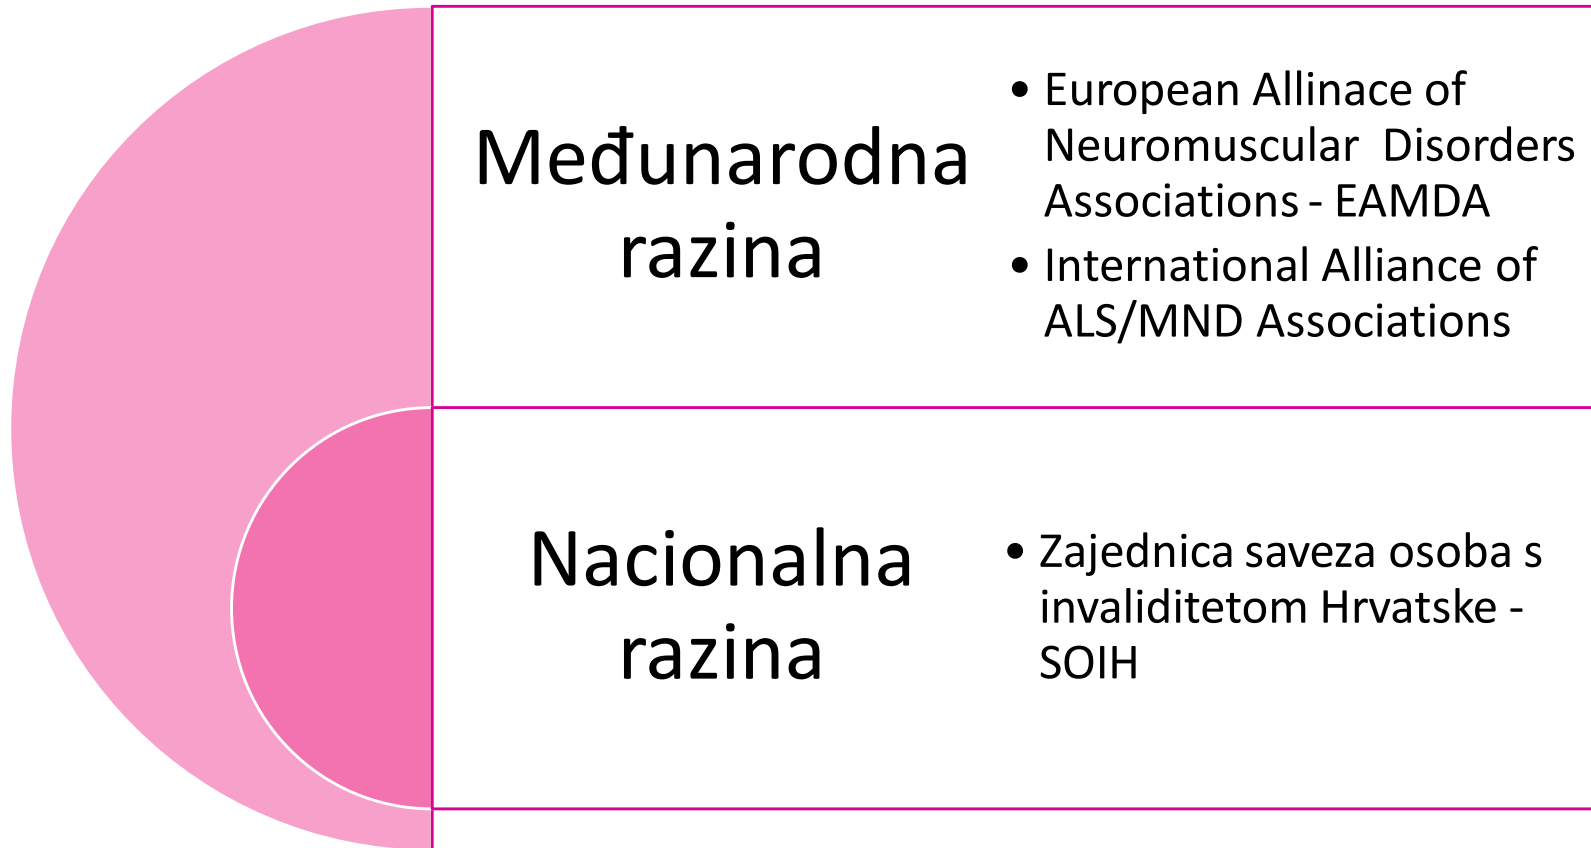 Međunarodna
razina
• European Allinace of
Neuromuscular Disorders
Associations - EAMDA
• International Alliance of
ALS/MND Associations
Nacionalna
razina
• Zajednica saveza osoba s
invaliditetom Hrvatske -
SOIH